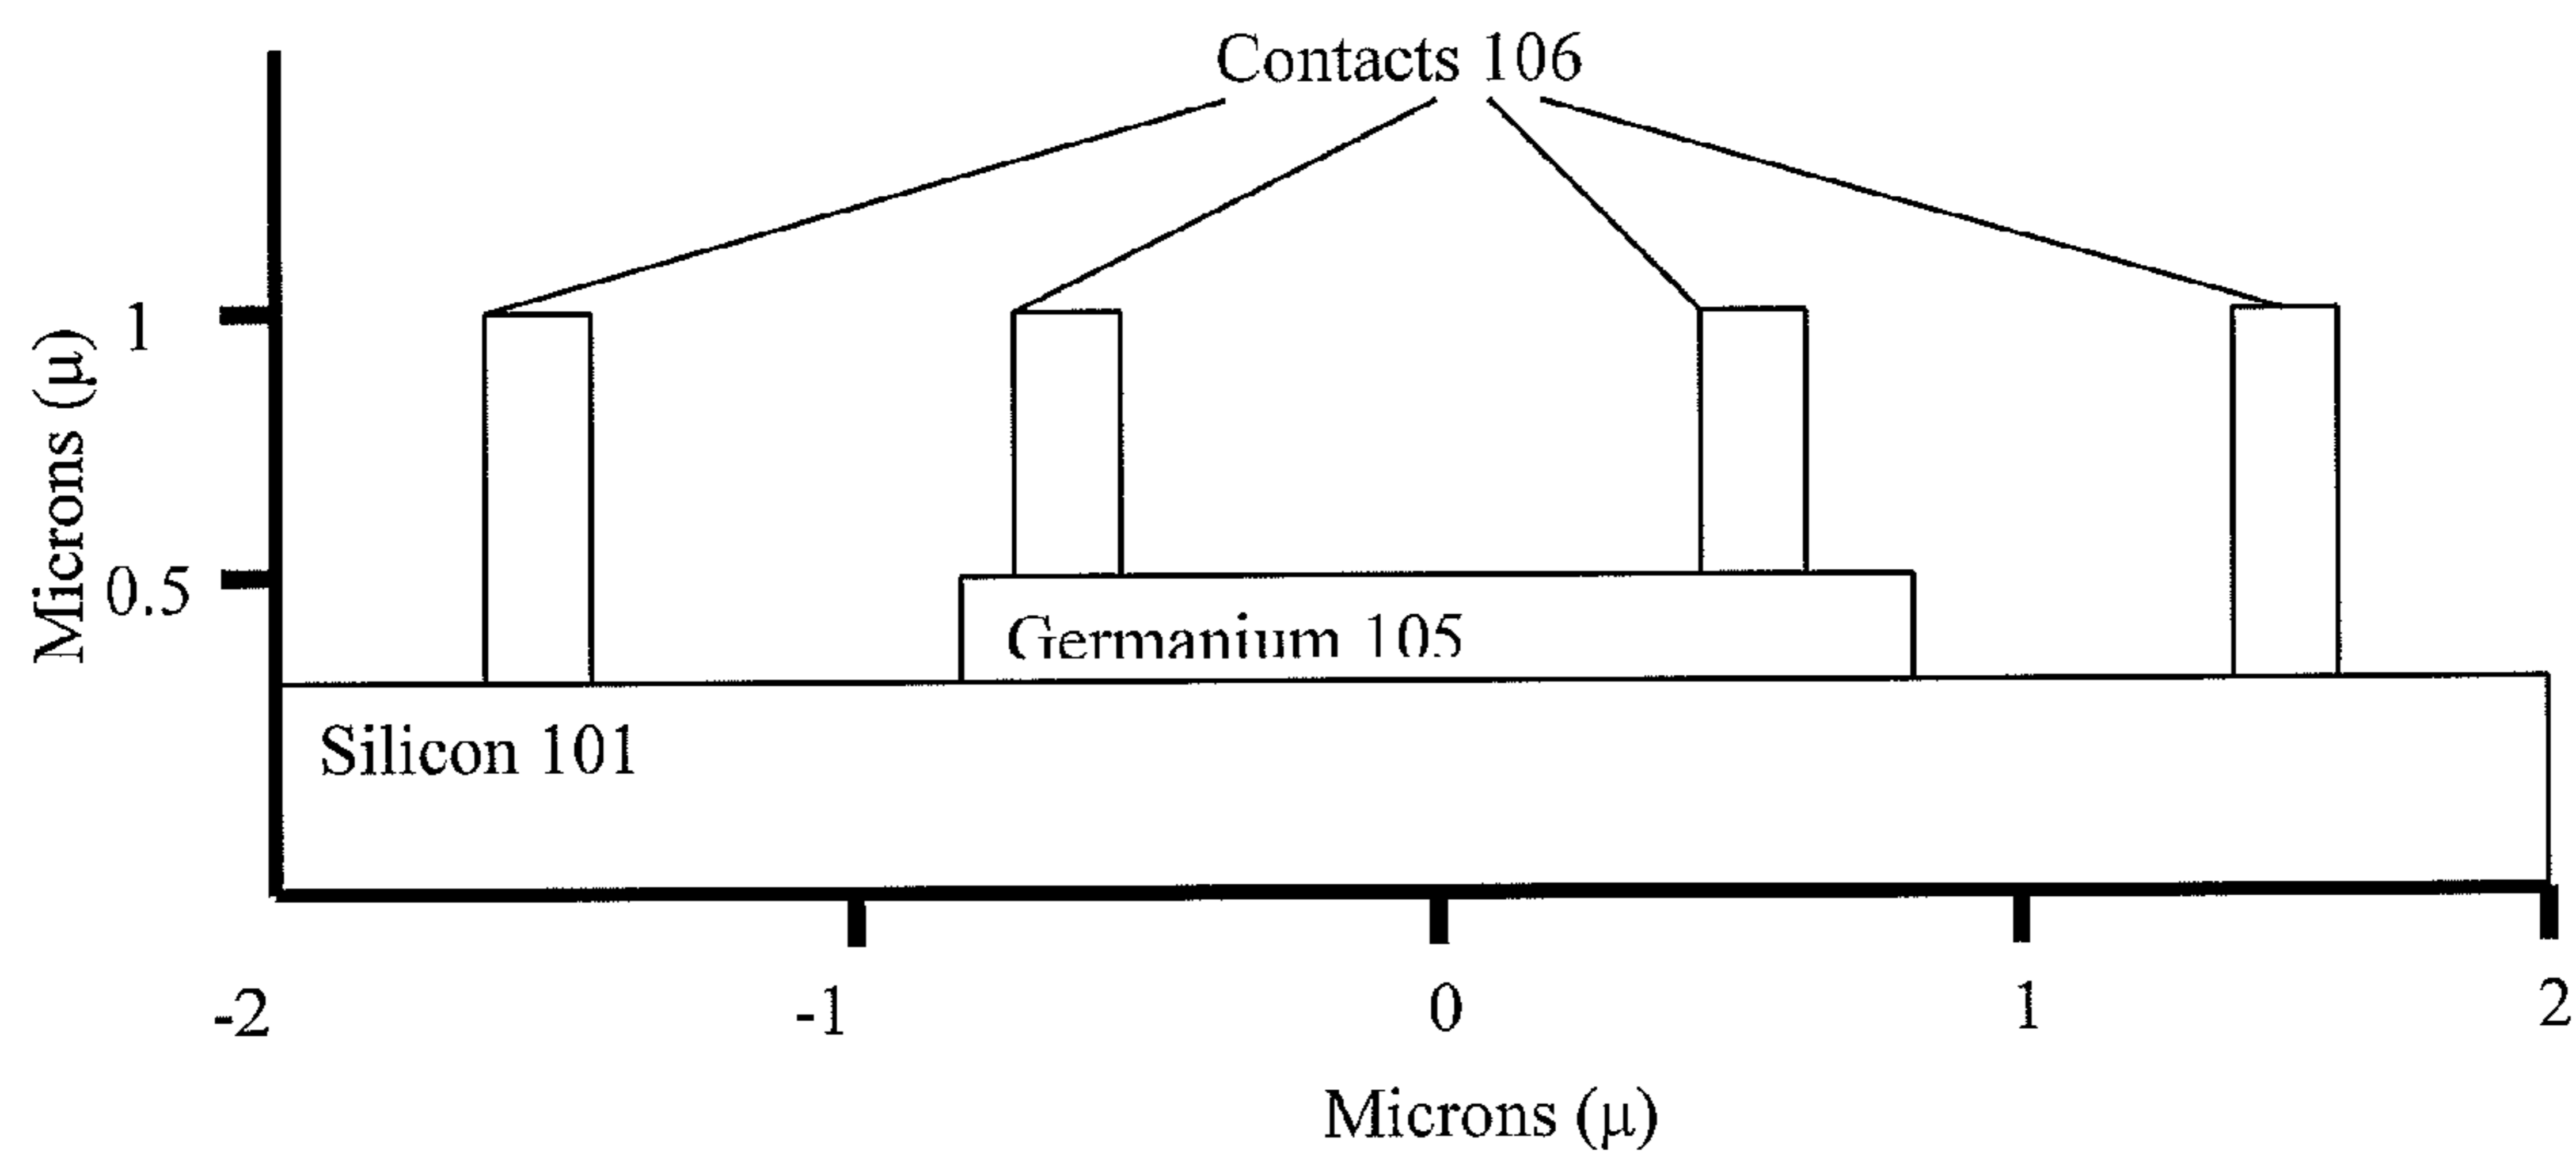 Contacts 106
1
Microns (μ)
0.5
Germanium 105
Silicon 101
-2
-1
0
1
2
Microns (μ)